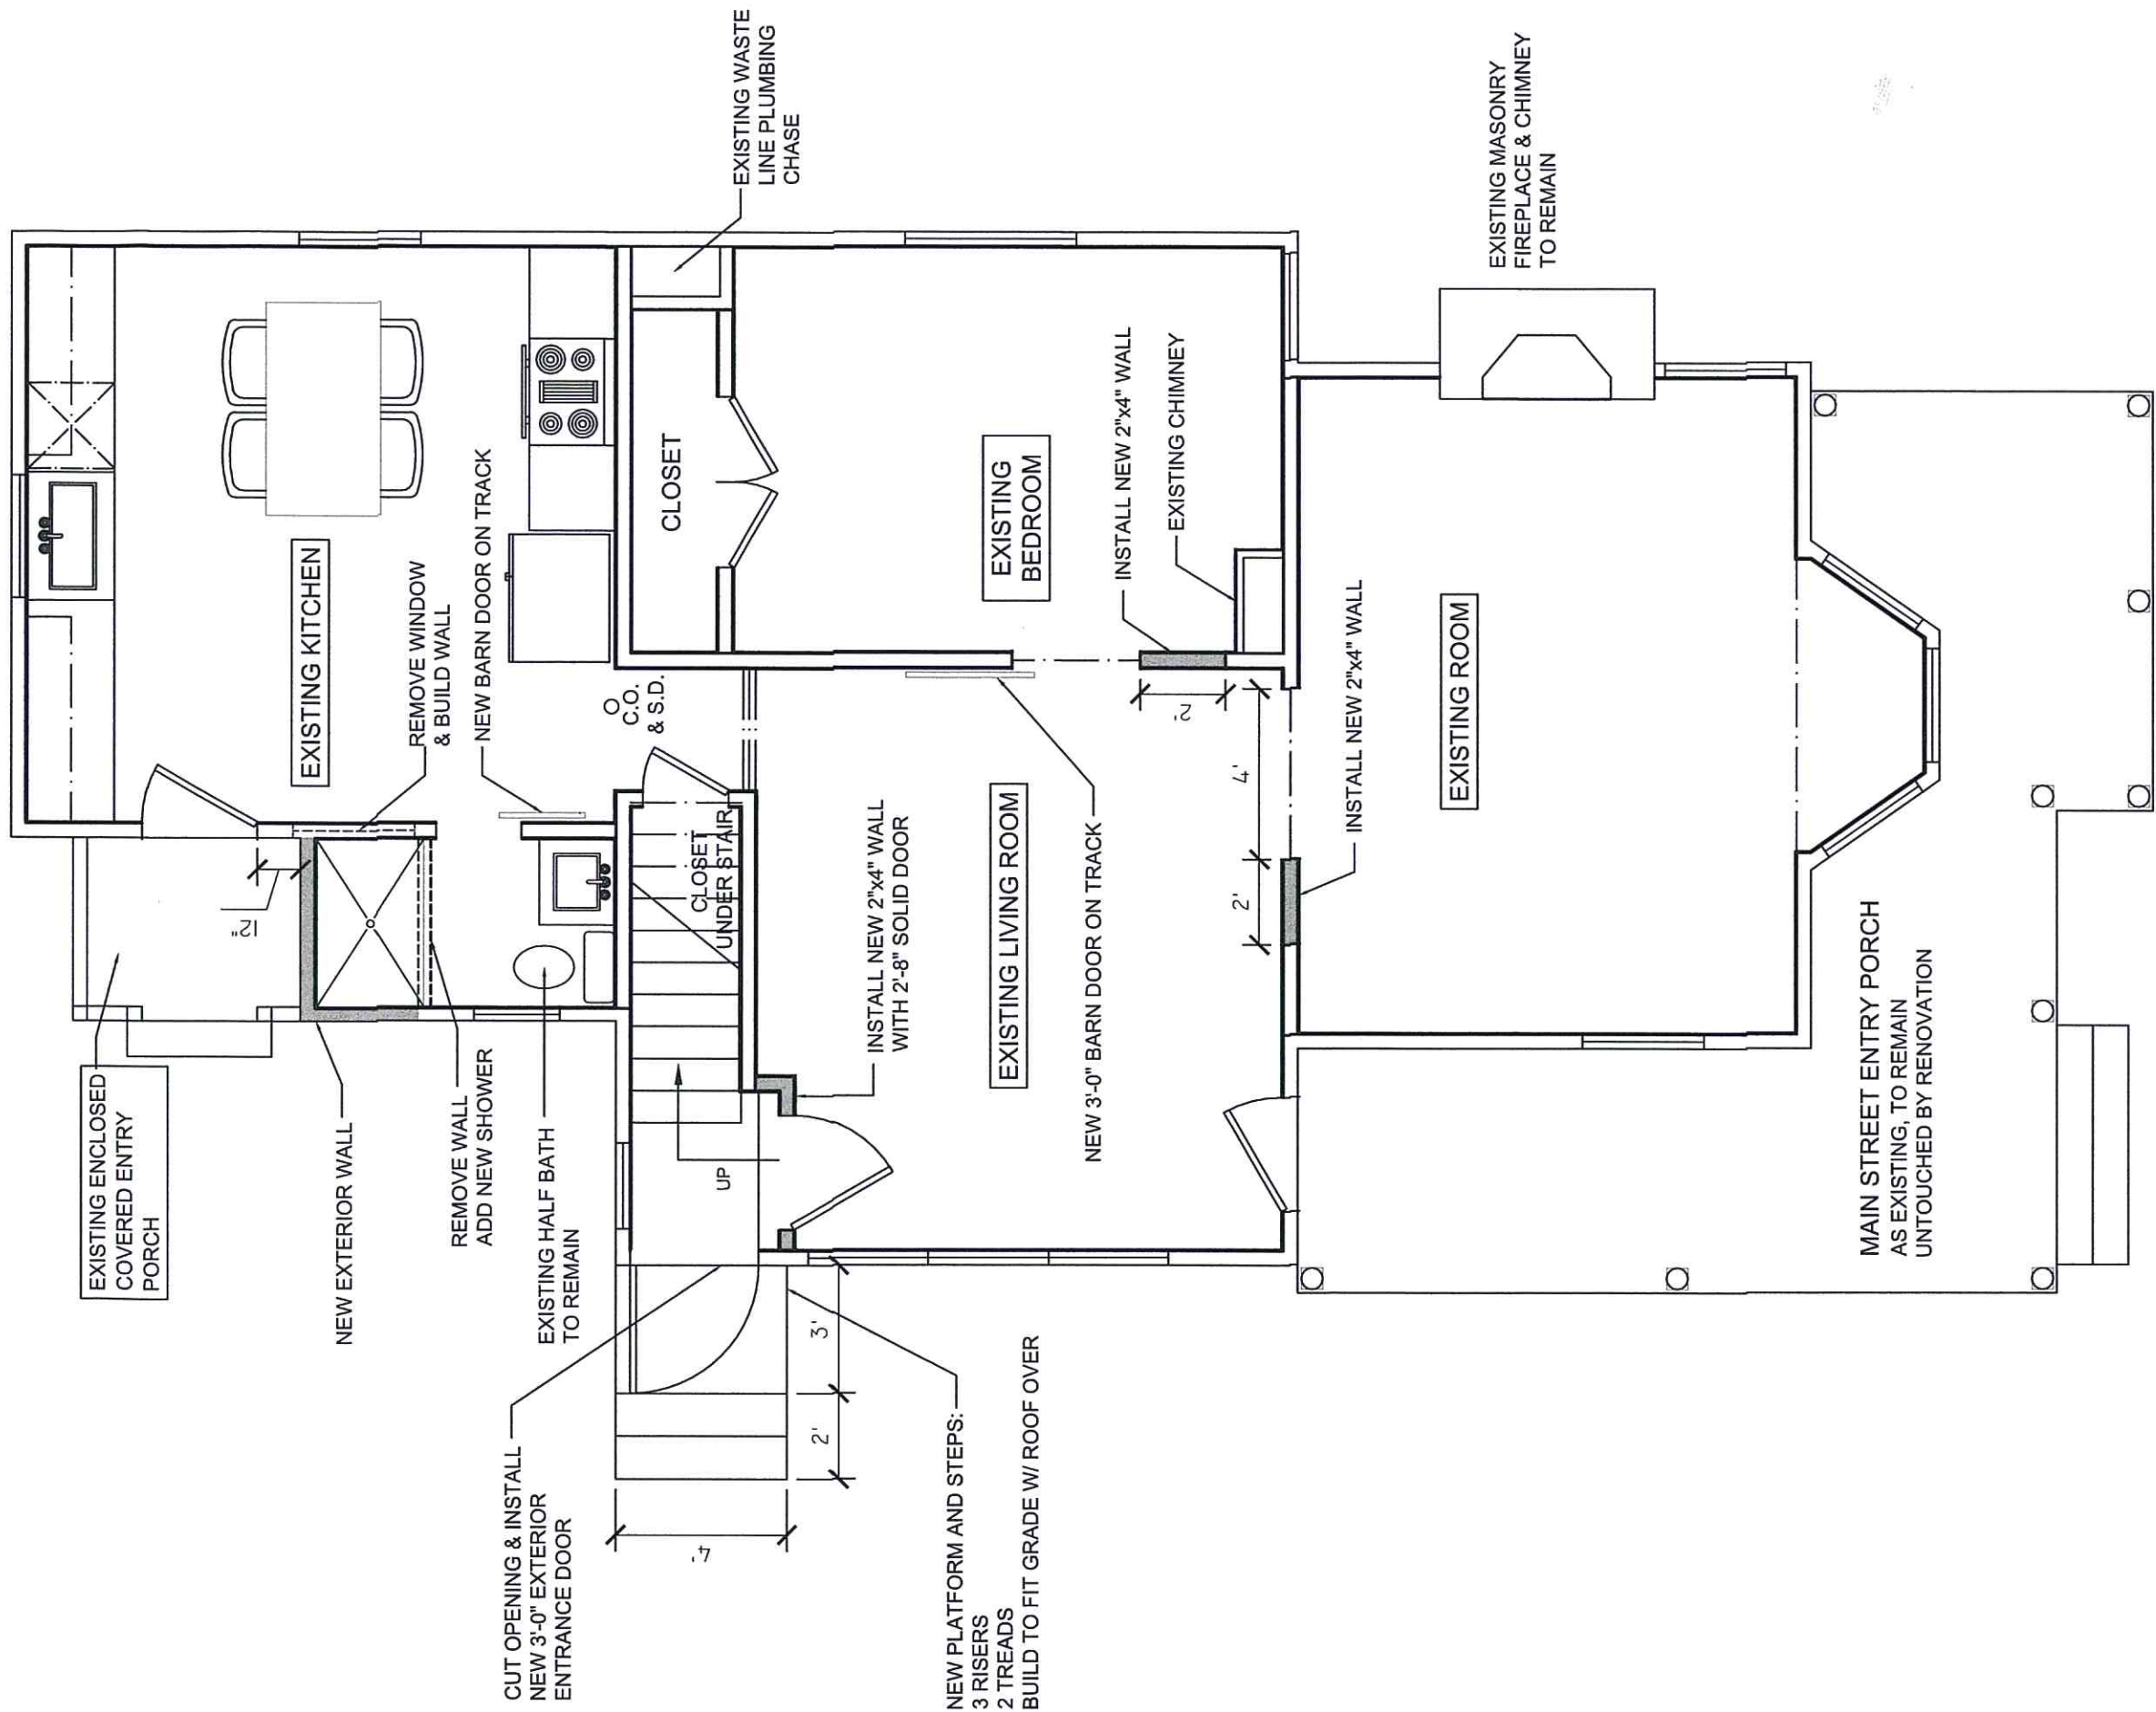 EXISTING ENCLOSED
COVERED ENTRY
PORCH
NEW EXTERIOR WALL
REMOVE WALL
ADD NEW SHOWER
EXISTING HALF BATH
TO REMAIN
CUT OPENING & INSTALL
NEW 3'-0" EXTERIOR
ENTRANCE DOOR
NEW PLATFORM AND STEPS:
3 RISERS
2 TREADS
BUILD TO FIT GRADE W/ ROOF OVER
4'
2'
3'
12"
EXISTING KITCHEN
REMOVE WINDOW
& BUILD WALL
NEW BARN DOOR ON TRACK
C.O.
& S.D.
CLOSET
UNDER STAIR
UP
INSTALL NEW 2"x4" WALL
WITH 2'-8" SOLID DOOR
EXISTING LIVING ROOM
NEW 3'-0" BARN DOOR ON TRACK
2'
4'
2'
CLOSET
EXISTING
BEDROOM
INSTALL NEW 2"x4" WALL
EXISTING CHIMNEY
EXISTING WASTE
LINE PLUMBING
CHASE
INSTALL NEW 2"x4" WALL
EXISTING ROOM
EXISTING MASONRY
FIREPLACE & CHIMNEY
TO REMAIN
MAIN STREET ENTRY PORCH
AS EXISTING, TO REMAIN
UNTOUCHED BY RENOVATION